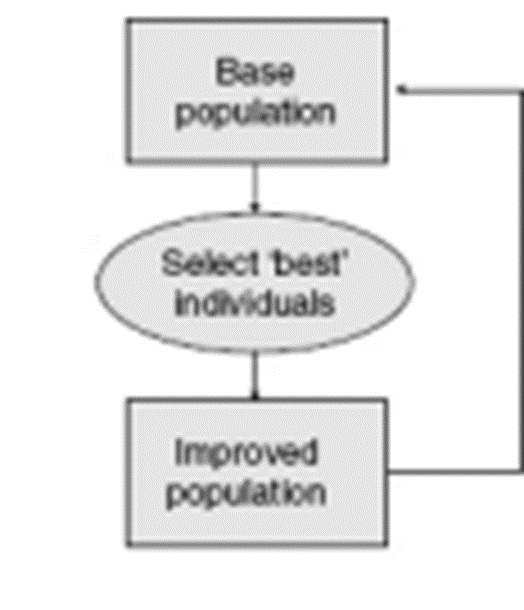 Base
population
Select 'best'
individuals
Improved
population